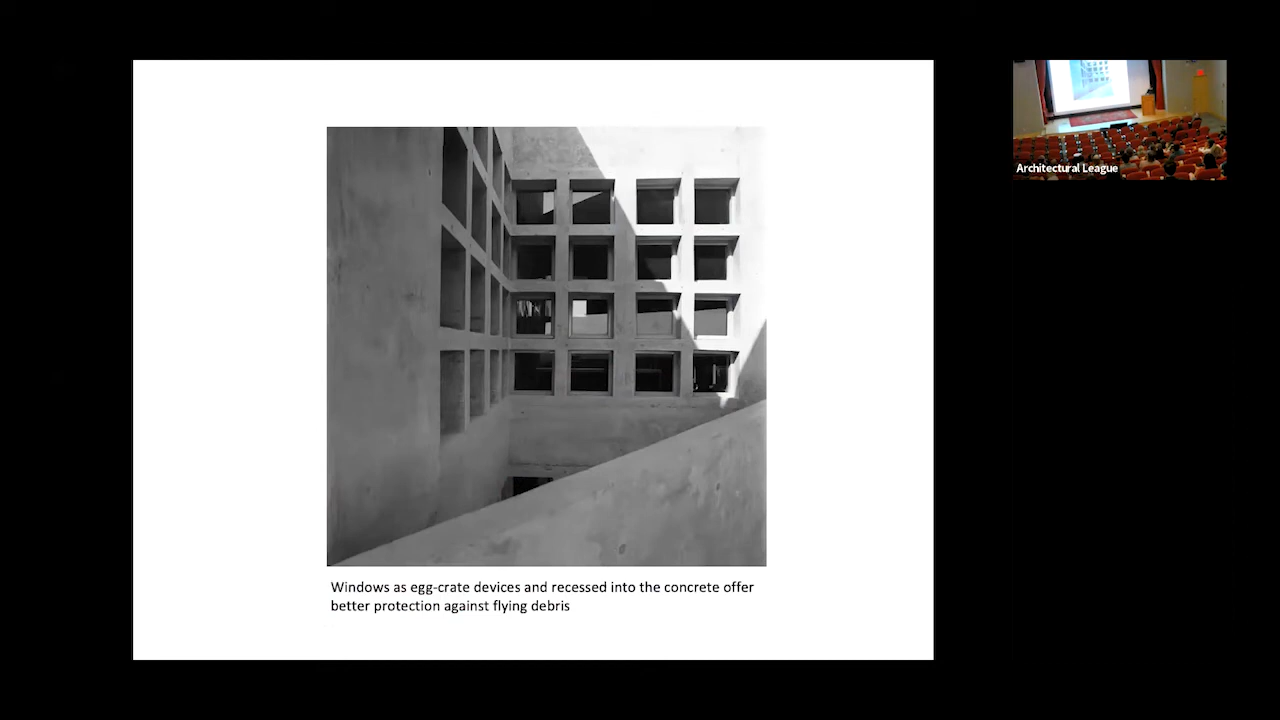 Architectural League
Windows as egg-crate devices and recessed into the concrete offer
better protection against flying debris